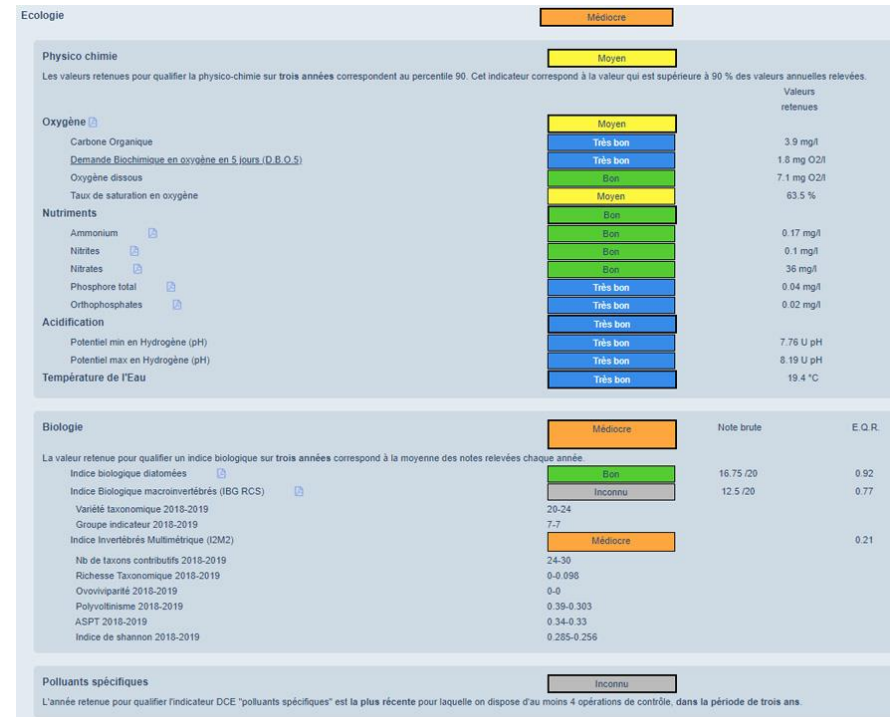 Ecologie Médiocre
Physico chimie Moyen
Les valeurs retenues pour qualifier la physico-chimie sur trois années correspondent au percentile 90. Cet indicateur correspond à la valeur qui est supérieure à 90 % des valeurs annuelles relevées.
Valeurs
retenues
Oxygène Moyen
Carbone Organique Très bon 3.9 mg/l
Demande Biochimique en oxygène en 5 jours (D.B.O.5) Très bon 1.8 mg O2/l
Oxygène dissous Bon 7.1 mg O2/l
Taux de saturation en oxygène Moyen 63.5 %
Nutriments Bon
Ammonium Bon 0.17 mg/l
Nitrites Bon 0.1 mg/l
Nitrates Bon 36 mg/l
Phosphore total Très bon 0.04 mg/l
Orthophosphates Très bon 0.02 mg/l
Acidification Très bon
Potentiel min en Hydrogène (pH) Très bon 7.76 U pH
Potentiel max en Hydrogène (pH) Très bon 8.19 U pH
Température de l'Eau Très bon 19.4 °C
Biologie Médiocre Note brute E.Q.R.
La valeur retenue pour qualifier un indice biologique sur trois années correspond à la moyenne des notes relevées chaque année.
Indice biologique diatomées Bon 16.75 /20 0.92
Indice Biologique macroinvertébrés (IBG RCS) Inconnu 12.5 /20 0.77
Variété taxonomique 2018-2019 20-24
Groupe indicateur 2018-2019 7-7
Indice Invertébrés Multimétrique (I2M2) Médiocre 0.21
Nb de taxons contributifs 2018-2019 24-30
Richesse Taxonomique 2018-2019 0-0.098
Ovoviviparité 2018-2019 0-0
Polyvoltinisme 2018-2019 0.39-0.303
ASPT 2018-2019 0.34-0.33
Indice de shannon 2018-2019 0.285-0.256
Polluants spécifiques Inconnu
L'année retenue pour qualifier l'indicateur DCE "polluants spécifiques" est la plus récente pour laquelle on dispose d'au moins 4 opérations de contrôle, dans la période de trois ans.